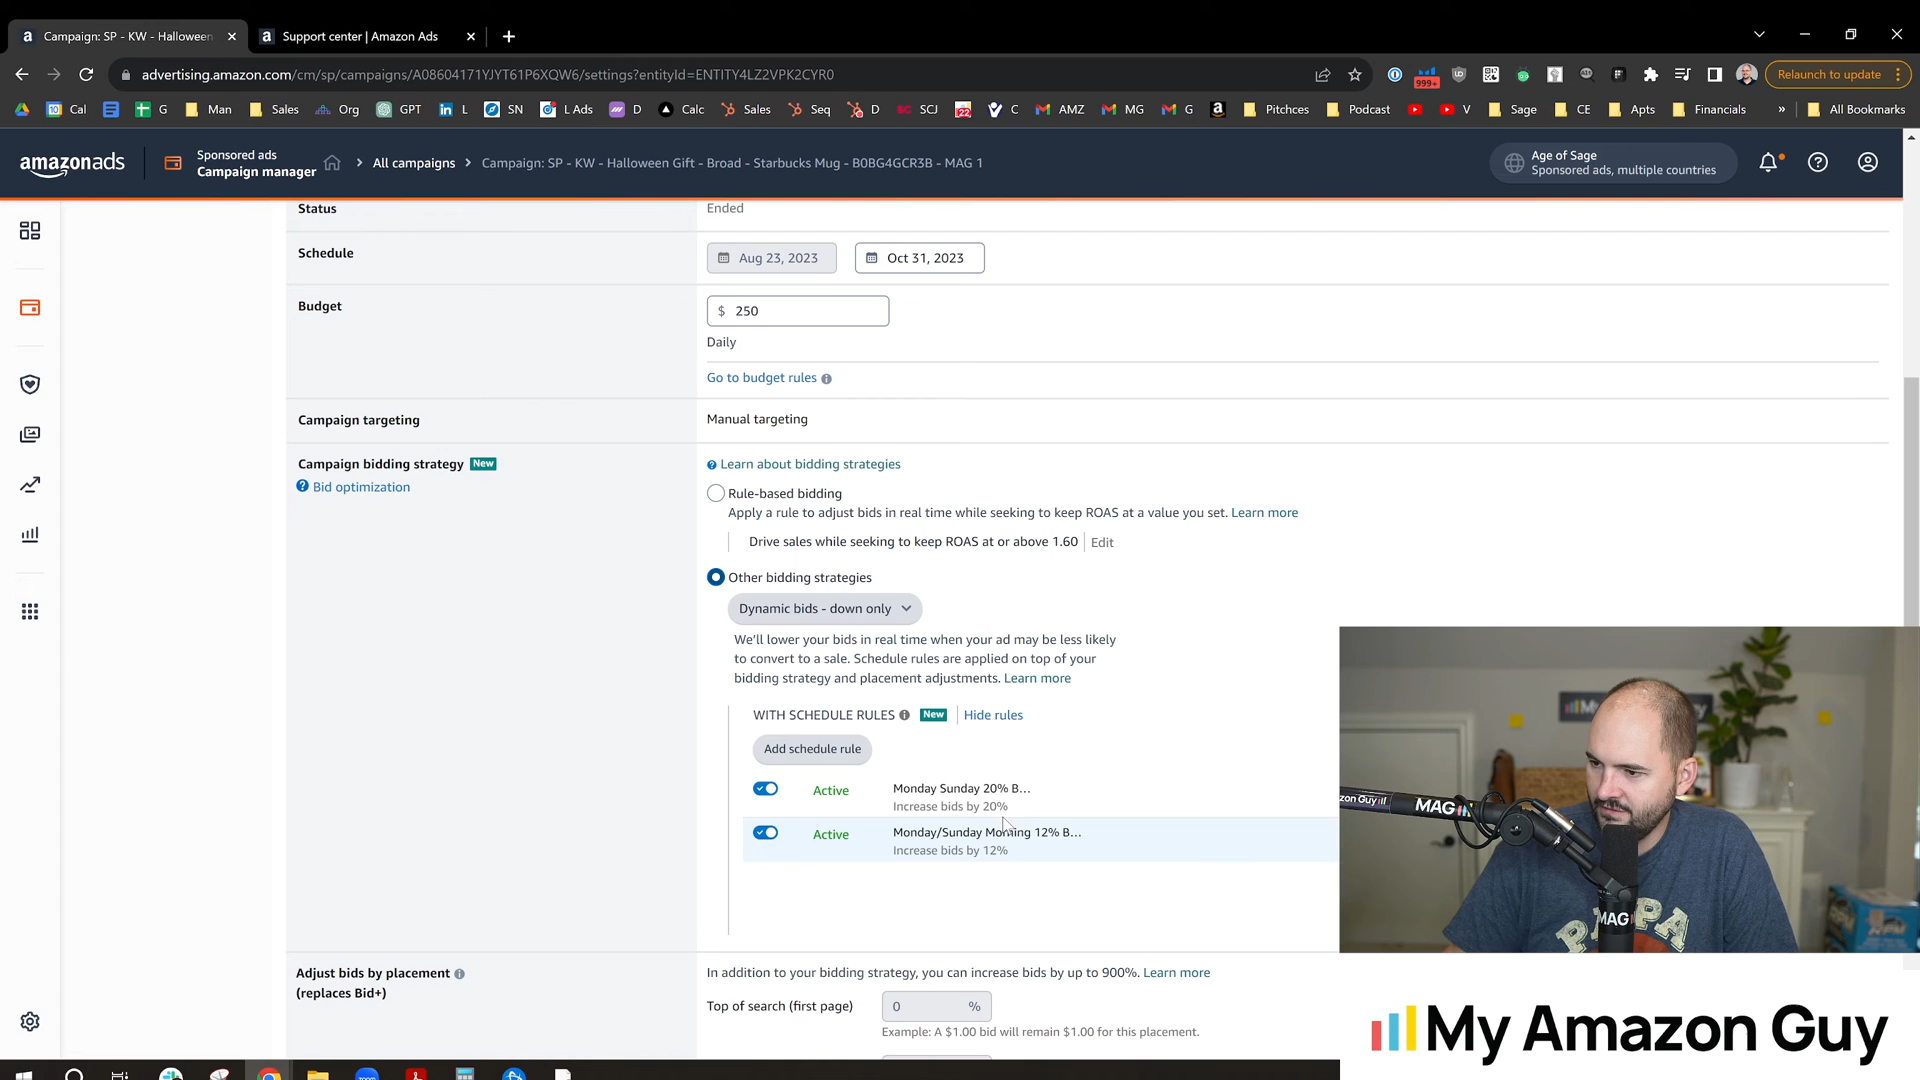 Campaign: SP - KW - Halloween
Support center | Amazon Ads
advertising.amazon.com/cm/sp/campaigns/A08604171YJYT61P6XQW6/settings?entityId=ENTITY4LZ2VPK2CYR0
999+
Relaunch to update
Cal
G
Man
Sales
Org
GPT
L
SN
L Ads
D
Calc
Sales
Seq
D
SCJ
C
AMZ
MG
G
Pitchces
Podcast
V
Sage
CE
Apts
Financials
»
All Bookmarks
amazonads
Sponsored ads
Campaign manager
All campaigns
Campaign: SP - KW - Halloween Gift - Broad - Starbucks Mug - B0BG4GCR3B - MAG 1
Age of Sage
Sponsored ads, multiple countries
Status
Ended
Schedule
Aug 23, 2023
Oct 31, 2023
Budget
$ 250
Daily
Go to budget rules
Campaign targeting
Manual targeting
Campaign bidding strategy New
Bid optimization
Learn about bidding strategies
Rule-based bidding
Apply a rule to adjust bids in real time while seeking to keep ROAS at a value you set. Learn more
Drive sales while seeking to keep ROAS at or above 1.60 Edit
Other bidding strategies
Dynamic bids - down only
We'll lower your bids in real time when your ad may be less likely
to convert to a sale. Schedule rules are applied on top of your
bidding strategy and placement adjustments. Learn more
WITH SCHEDULE RULES New Hide rules
Add schedule rule
Active
Monday Sunday 20% B...
Increase bids by 20%
Active
Monday/Sunday Morning 12% B...
Increase bids by 12%
Adjust bids by placement
(replaces Bid+)
In addition to your bidding strategy, you can increase bids by up to 900%. Learn more
Top of search (first page)
0 %
Example: A $1.00 bid will remain $1.00 for this placement.
zon Guy
MAG
MAG
My Amazon Guy